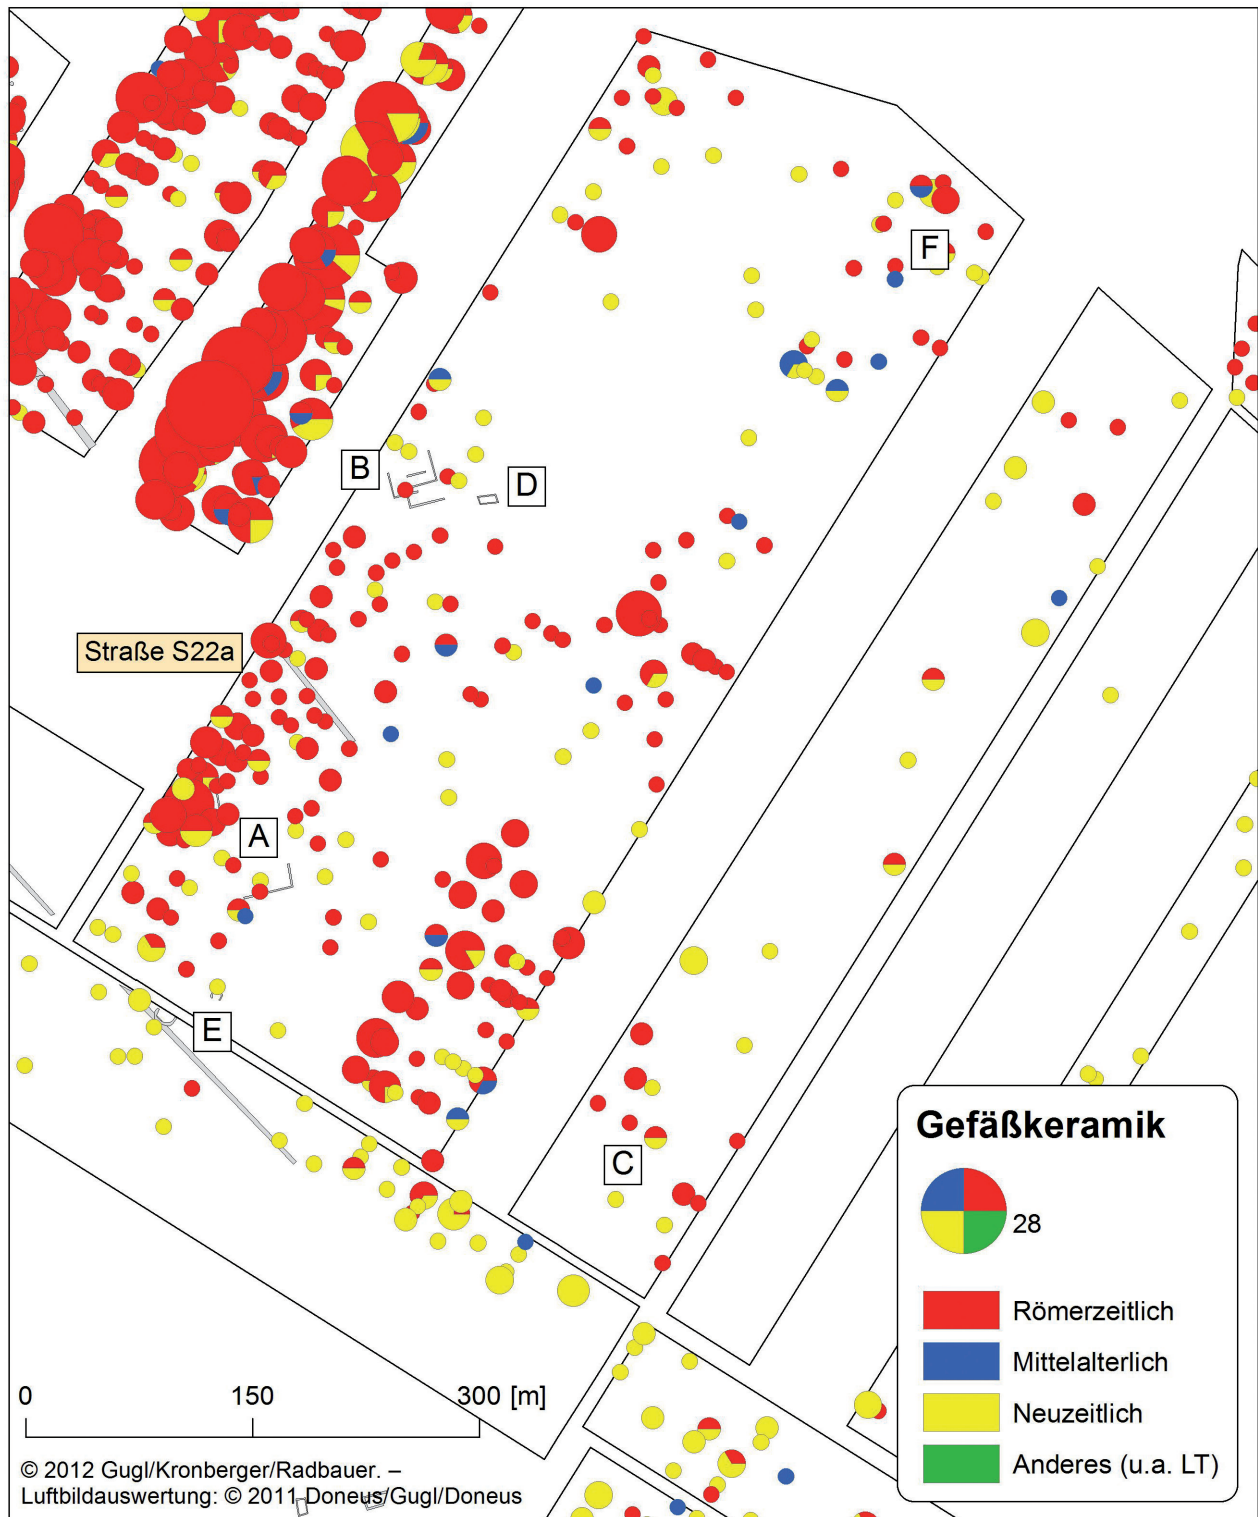 F
B
D
Straße S22a
A
E
C
Gefäßkeramik
28
Römerzeitlich
Mittelalterlich
Neuzeitlich
Anderes (u.a. LT)
0 150 300 [m]
© 2012 Gugl/Kronberger/Radbauer. –
Luftbildauswertung: © 2011 Doneus/Gugl/Doneus